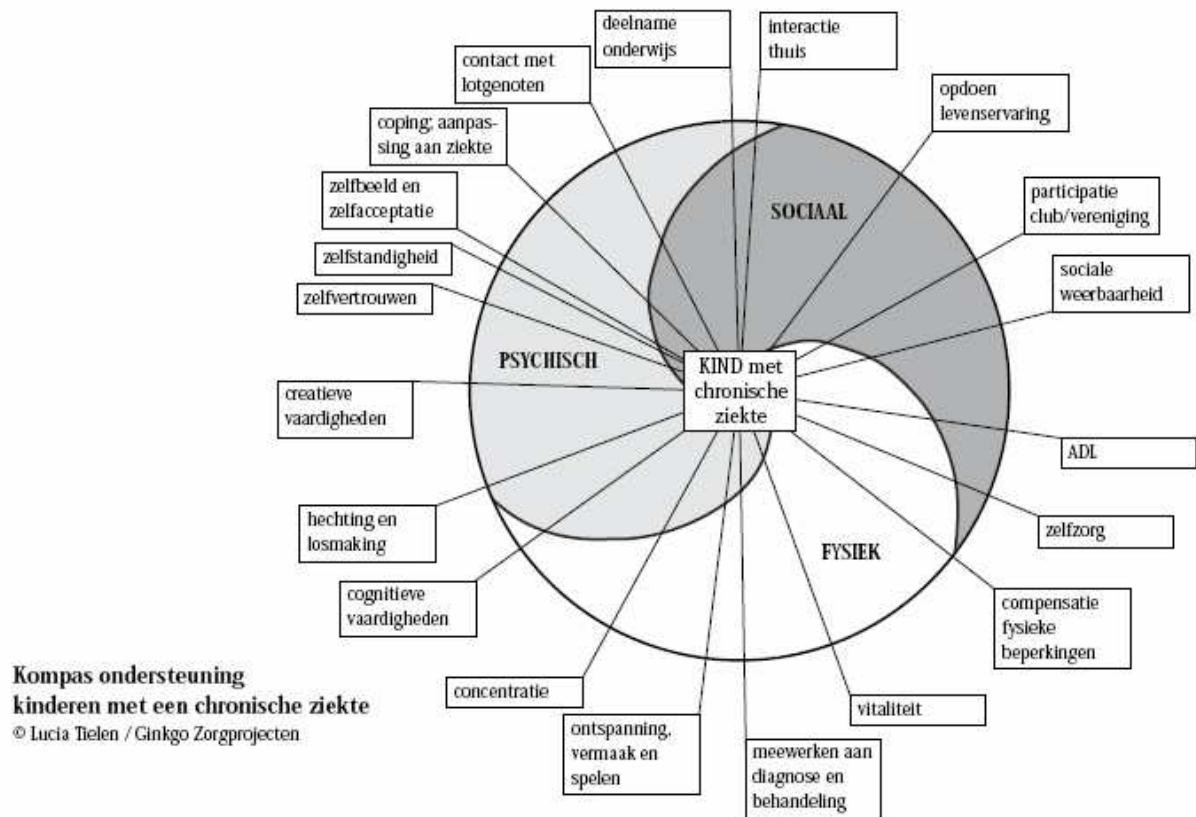 deelname
onderwijs
interactie
thuis
contact met
lotgenoten
opdoen
levenservaring
coping; aanpas-
sing aan ziekte
zelfbeeld en
zelfacceptatie
participatie
club/vereniging
SOCIAAL
zelfstandigheid
sociale
weerbaarheid
zelfvertrouwen
PSYCHISCH
KIND met
chronische
ziekte
creatieve
vaardigheden
ADL
hechting en
losmaking
zelfzorg
FYSIEK
cognitieve
vaardigheden
compensatie
fysieke
beperkingen
Kompas ondersteuning
kinderen met een chronische ziekte
© Lucia Tielen / Ginkgo Zorgprojecten
concentratie
vitaliteit
ontspanning,
vermaak en
spelen
meewerken aan
diagnose en
behandeling